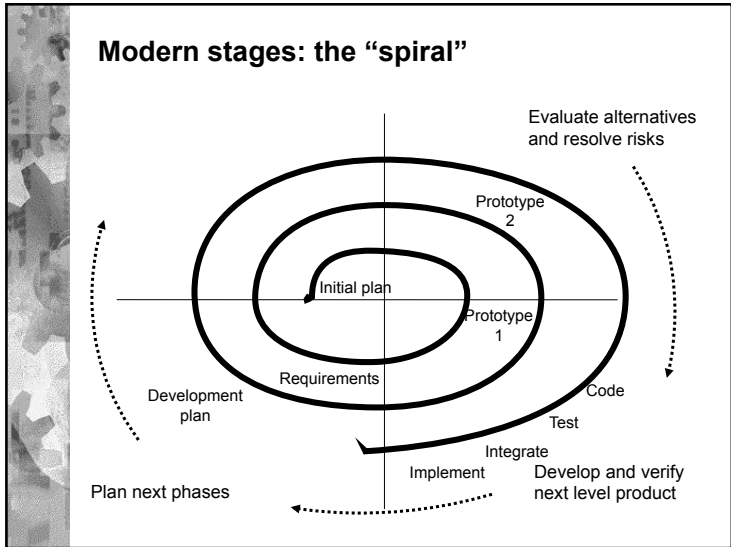 Modern stages: the “spiral”
Evaluate alternatives
and resolve risks
Prototype
2
Initial plan
Prototype
1
Requirements
Development
plan
Code
Test
Integrate
Implement
Develop and verify
next level product
Plan next phases